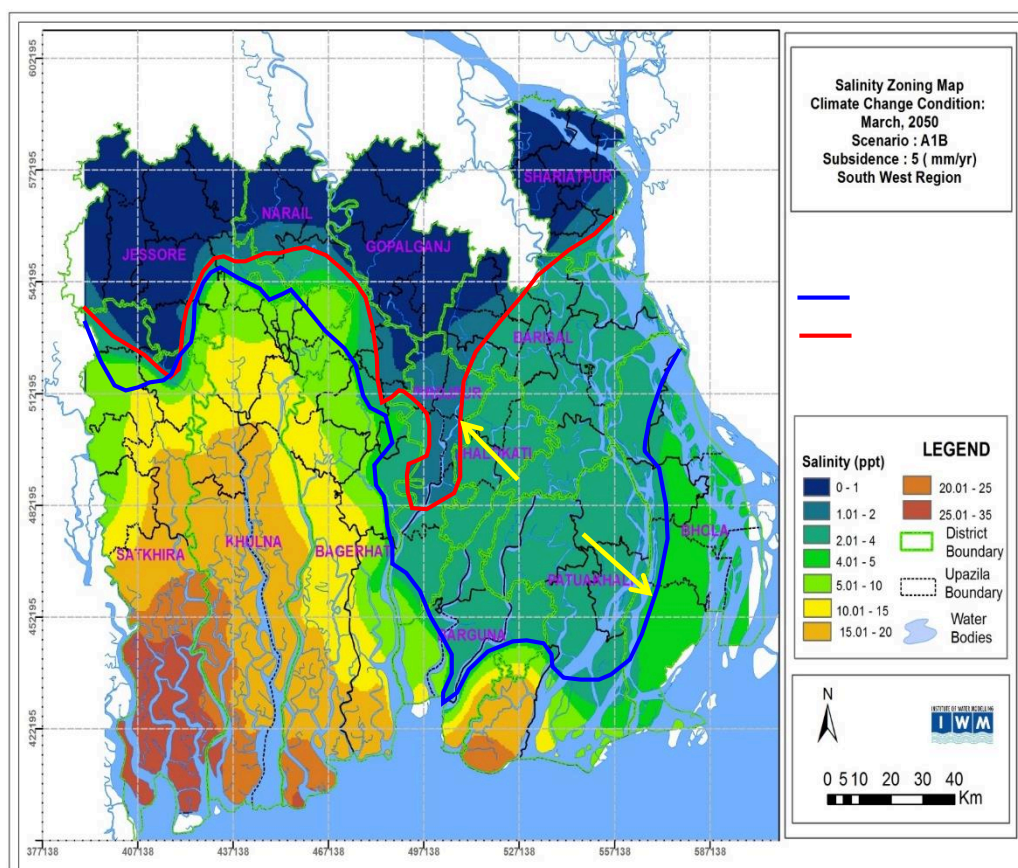 Salinity Zoning Map
Climate Change Condition:
March, 2050
Scenario : A1B
Subsidence : 5 ( mm/yr)
South West Region
602195
572195
542195
512195
482195
452195
422195
SHARIATPUR
NARAIL
JESSORE
GOPALGANJ
BARISAL
SATKHIRA
KHULNA
BAGERHAT
BHOLA
377138
407138
437138
467138
497138
527138
557138
587138
LEGEND
Salinity (ppt)
0 - 1
1.01 - 2
2.01 - 4
4.01 - 5
5.01 - 10
10.01 - 15
15.01 - 20
20.01 - 25
25.01 - 35
District
Boundary
Upazila
Boundary
Water
Bodies
N
INSTITUTE OF WATER MODELLING
IWM
0 5 10 20 30 40
Km